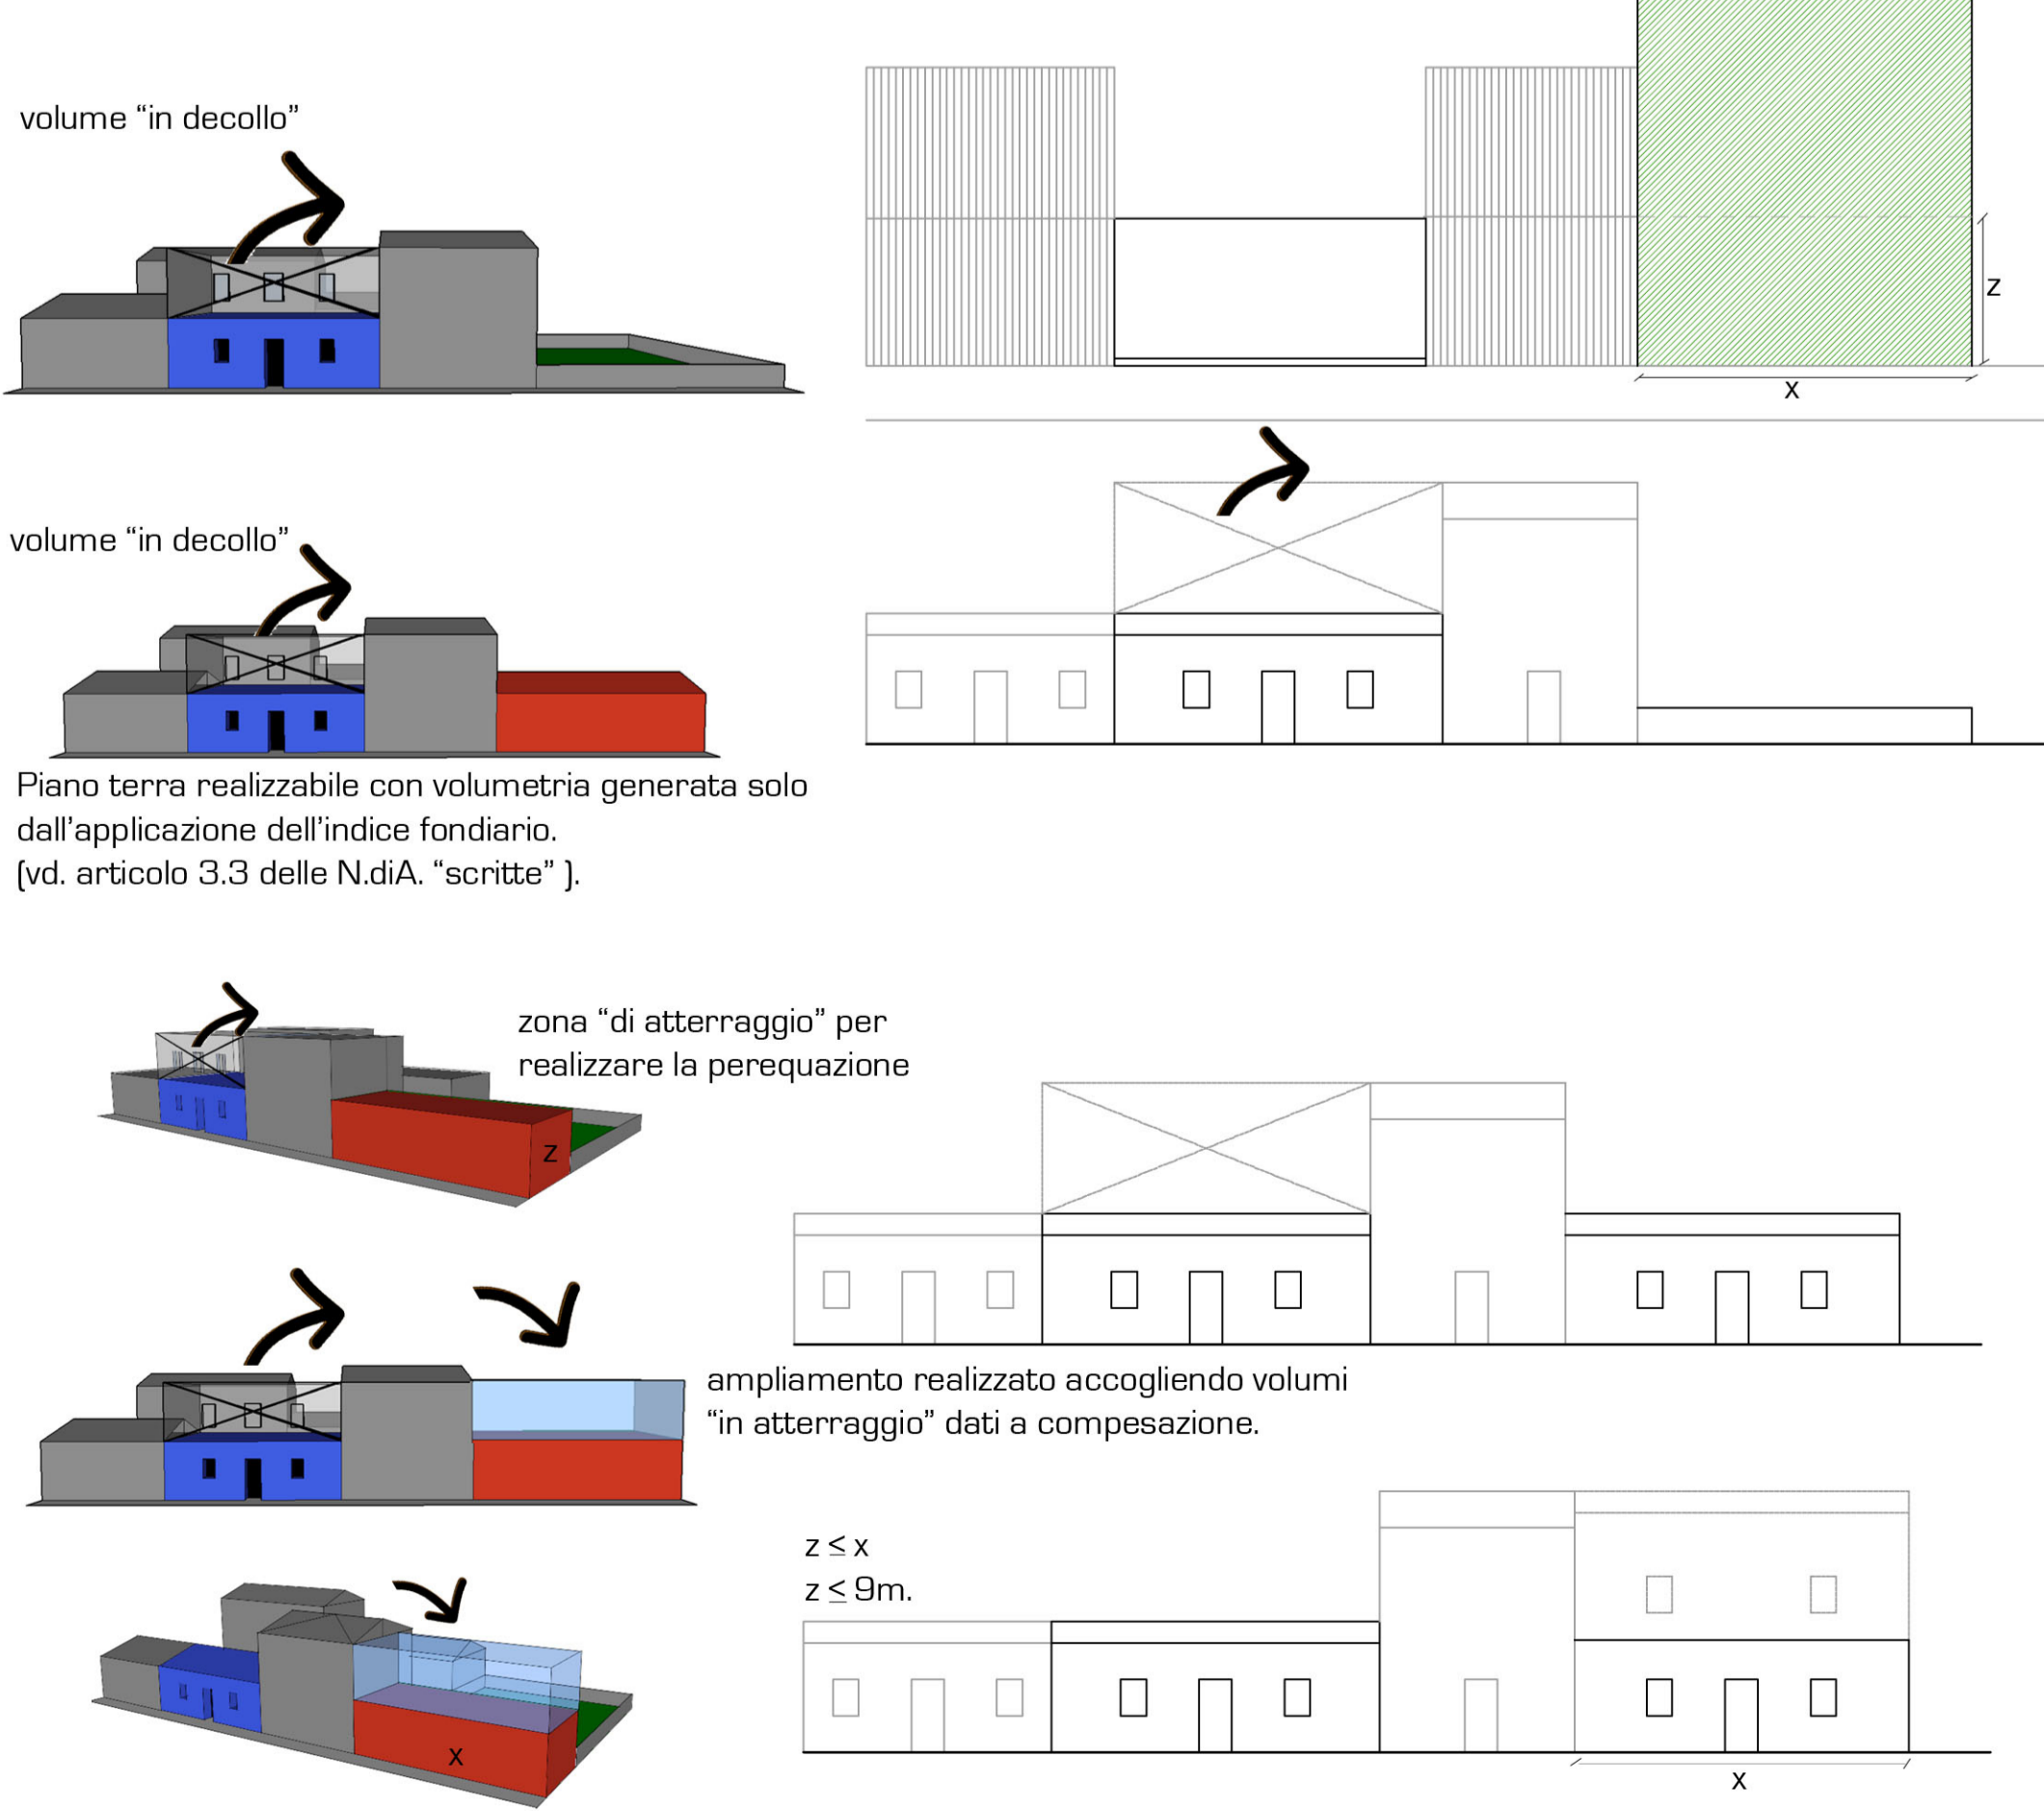 volume “in decollo”
z
x
volume “in decollo”
Piano terra realizzabile con volumetria generata solo
dall’applicazione dell’indice fondiario.
(vd. articolo 3.3 delle N.diA. “scritte” ).
zona “di atterraggio” per
realizzare la perequazione
z
ampliamento realizzato accogliendo volumi
“in atterraggio” dati a compesazione.
z ≤ x
z ≤ 9m.
x
x